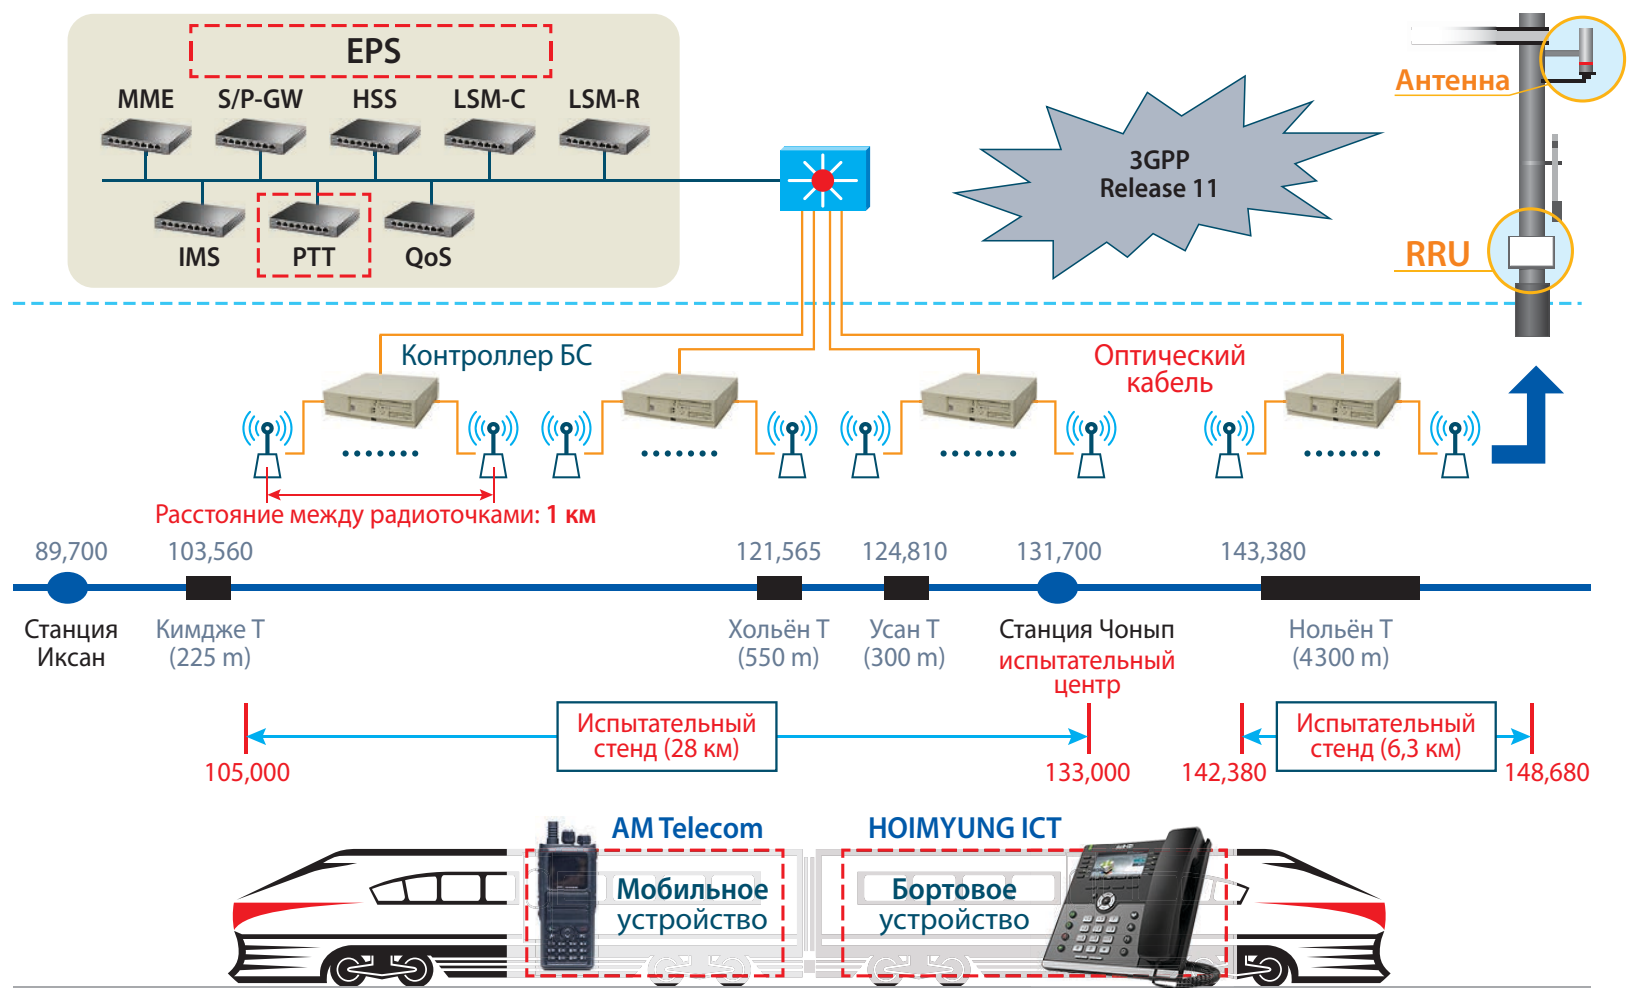 EPS
MME S/P-GW HSS LSM-C LSM-R
IMS PTT QoS
3GPP
Release 11
Антенна
RRU
Контроллер БС
Оптический
кабель
Расстояние между радиоточками: 1 км
89,700 103,560 121,565 124,810 131,700 143,380
Станция
Иксан
Кимдже Т
(225 m)
Хольён Т
(550 m)
Усан Т
(300 m)
Станция Чонып
испытательный
центр
Нольён Т
(4300 m)
Испытательный
стенд (28 км)
Испытательный
стенд (6,3 км)
105,000 133,000 142,380 148,680
AM Telecom
HOIMYUNG ICT
Мобильное
устройство
Бортовое
устройство